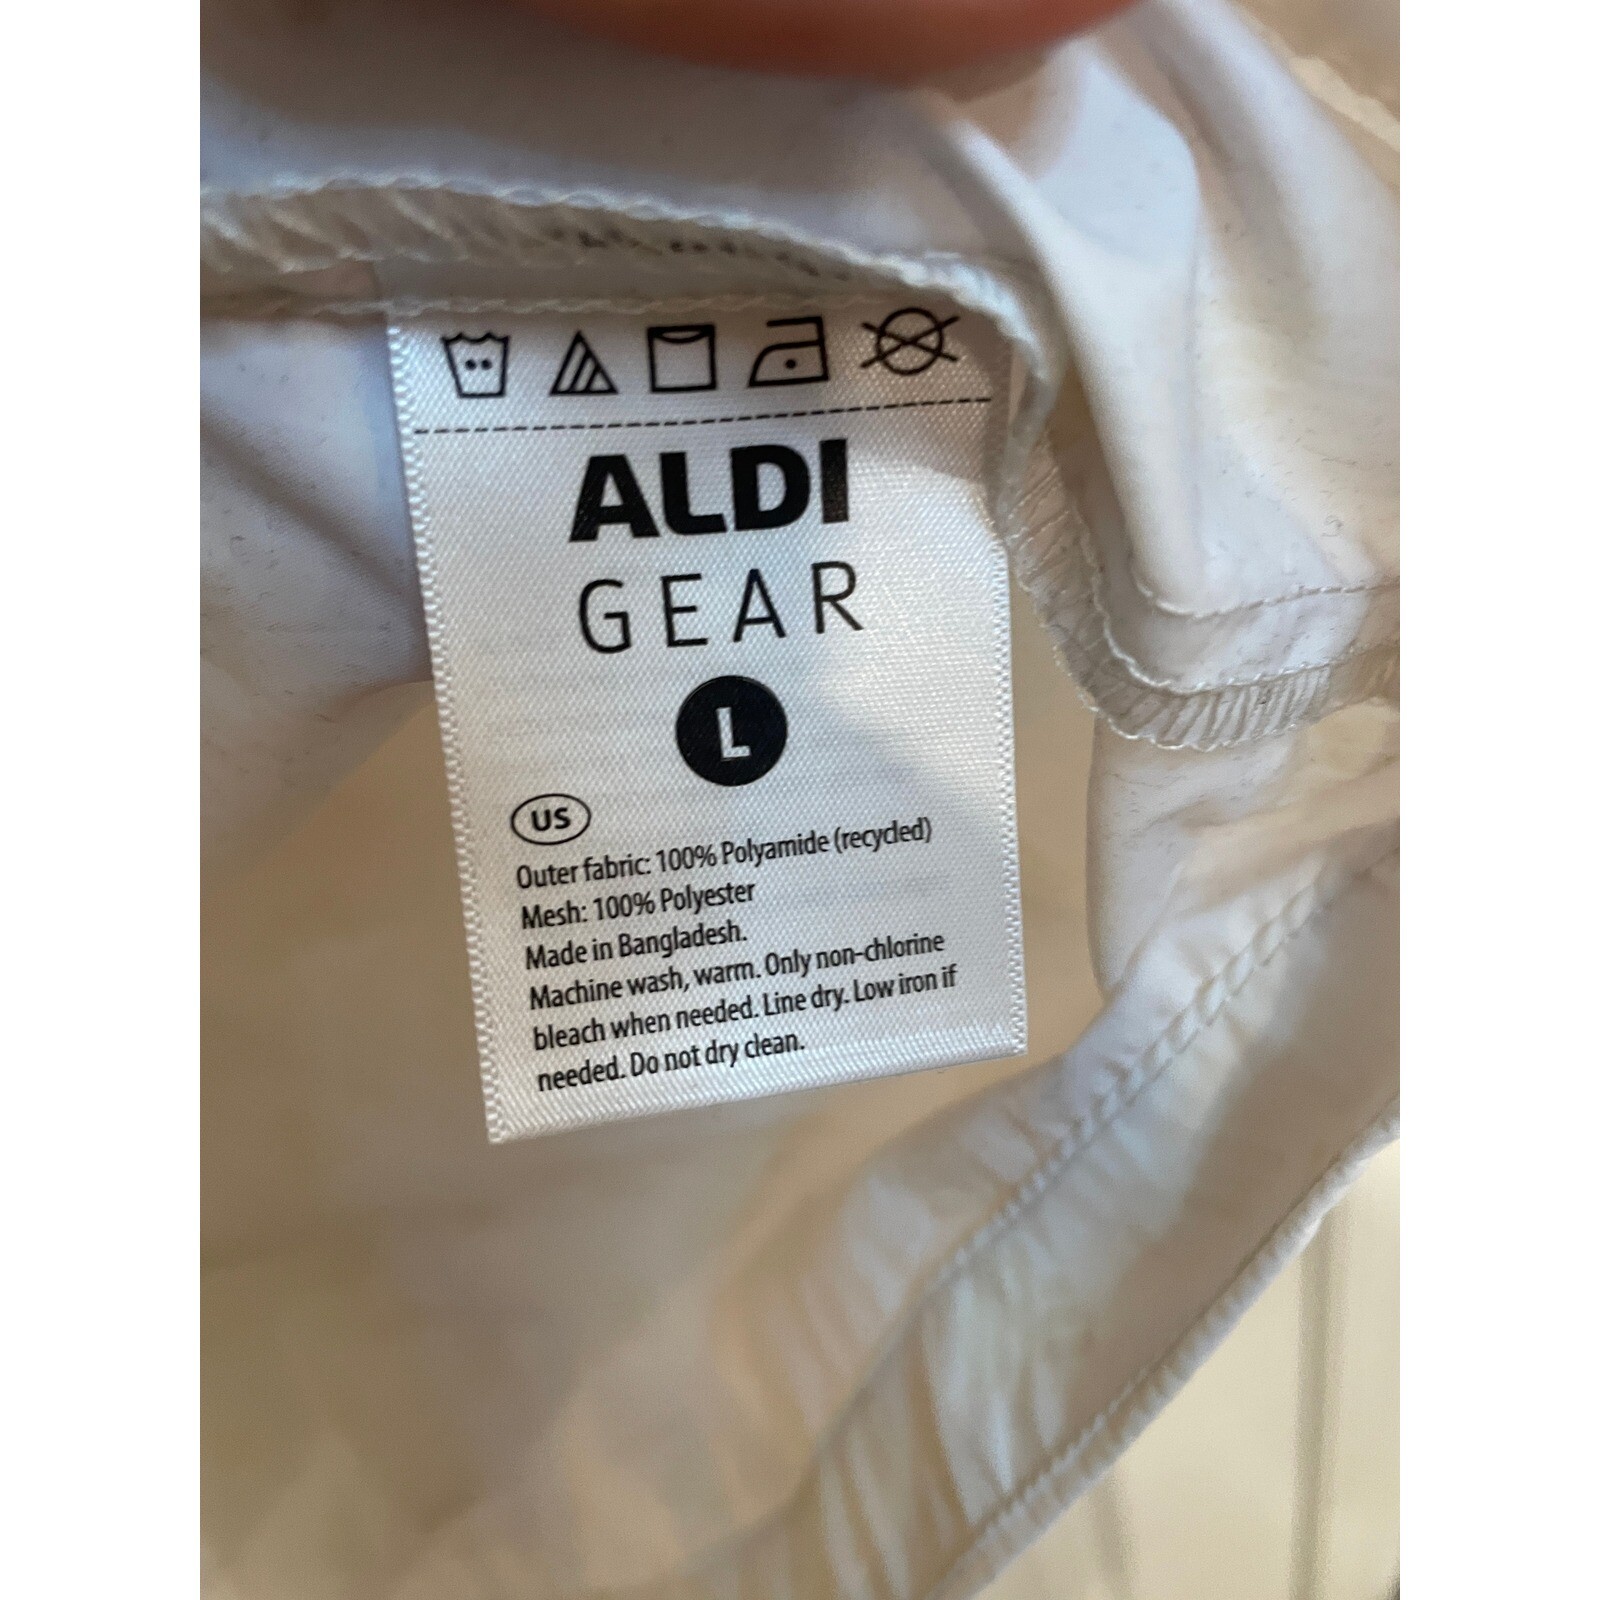 ALDI
GEAR
L
US
Outer fabric: 100% Polyamide (recycled)
Mesh: 100% Polyester
Made in Bangladesh.
Machine wash, warm. Only non-chlorine
bleach when needed. Line dry. Low iron if
needed. Do not dry clean.